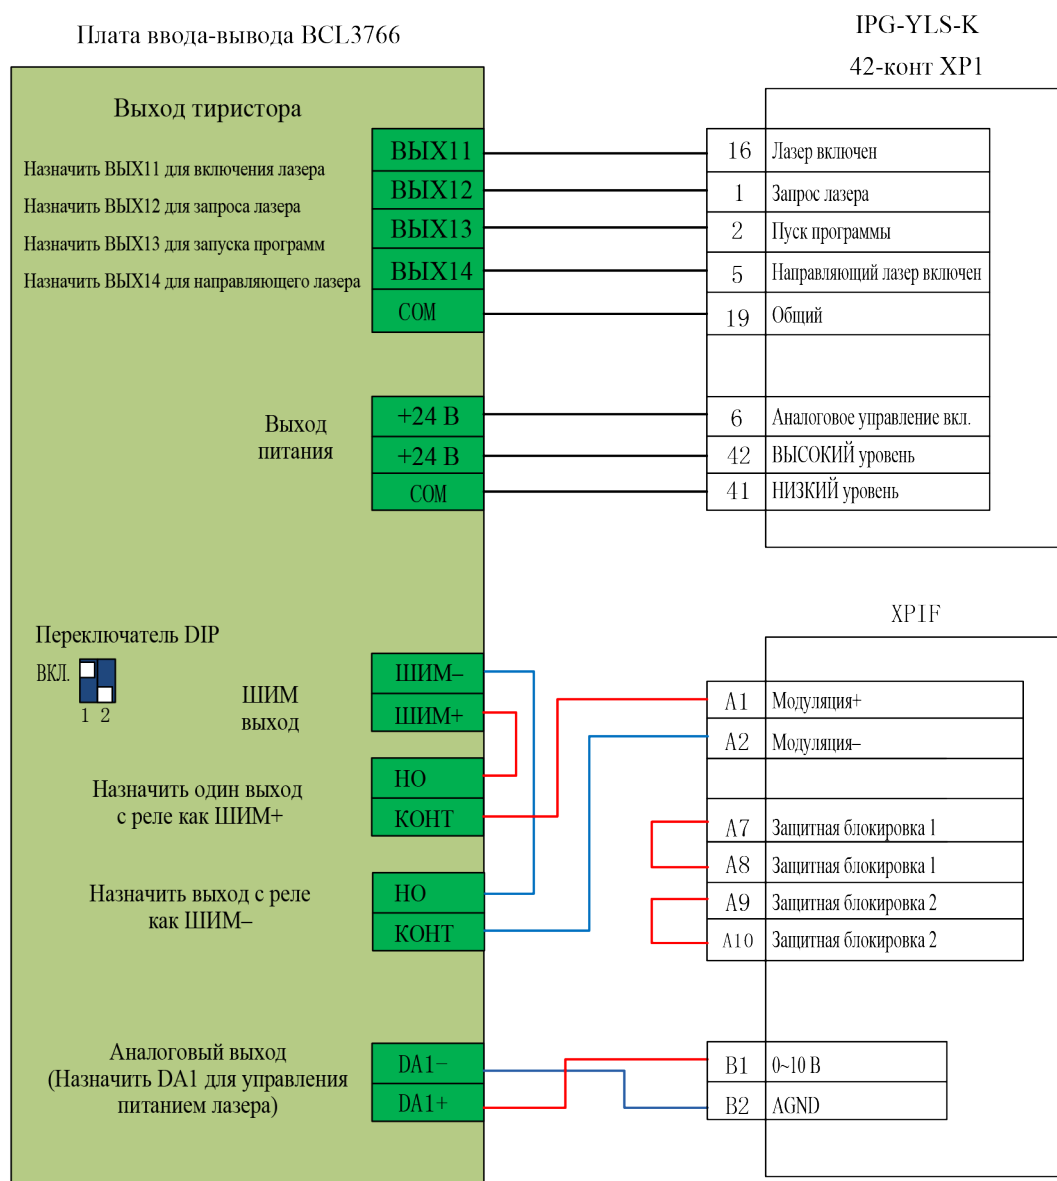 Плата ввода-вывода BCL3766
IPG-YLS-K
42-конт XP1
Выход тиристора
Назначить ВЫХ11 для включения лазера
Назначить ВЫХ12 для запроса лазера
Назначить ВЫХ13 для запуска программ
Назначить ВЫХ14 для направляющего лазера
ВЫХ11
ВЫХ12
ВЫХ13
ВЫХ14
COM
16 Лазер включен
1 Запрос лазера
2 Пуск программы
5 Направляющий лазер включен
19 Общий
Выход
питания
+24 В
+24 В
COM
6 Аналоговое управление вкл.
42 ВЫСОКИЙ уровень
41 НИЗКИЙ уровень
XPIF
Переключатель DIP
ВКЛ.
1 2
ШИМ
выход
ШИМ–
ШИМ+
Назначить один выход
с реле как ШИМ+
НО
КОНТ
Назначить выход с реле
как ШИМ–
НО
КОНТ
A1 Модуляция+
A2 Модуляция–
A7 Защитная блокировка 1
A8 Защитная блокировка 1
A9 Защитная блокировка 2
A10 Защитная блокировка 2
Аналоговый выход
(Назначить DA1 для управления
питанием лазера)
DA1−
DA1+
B1 0~10 В
B2 AGND